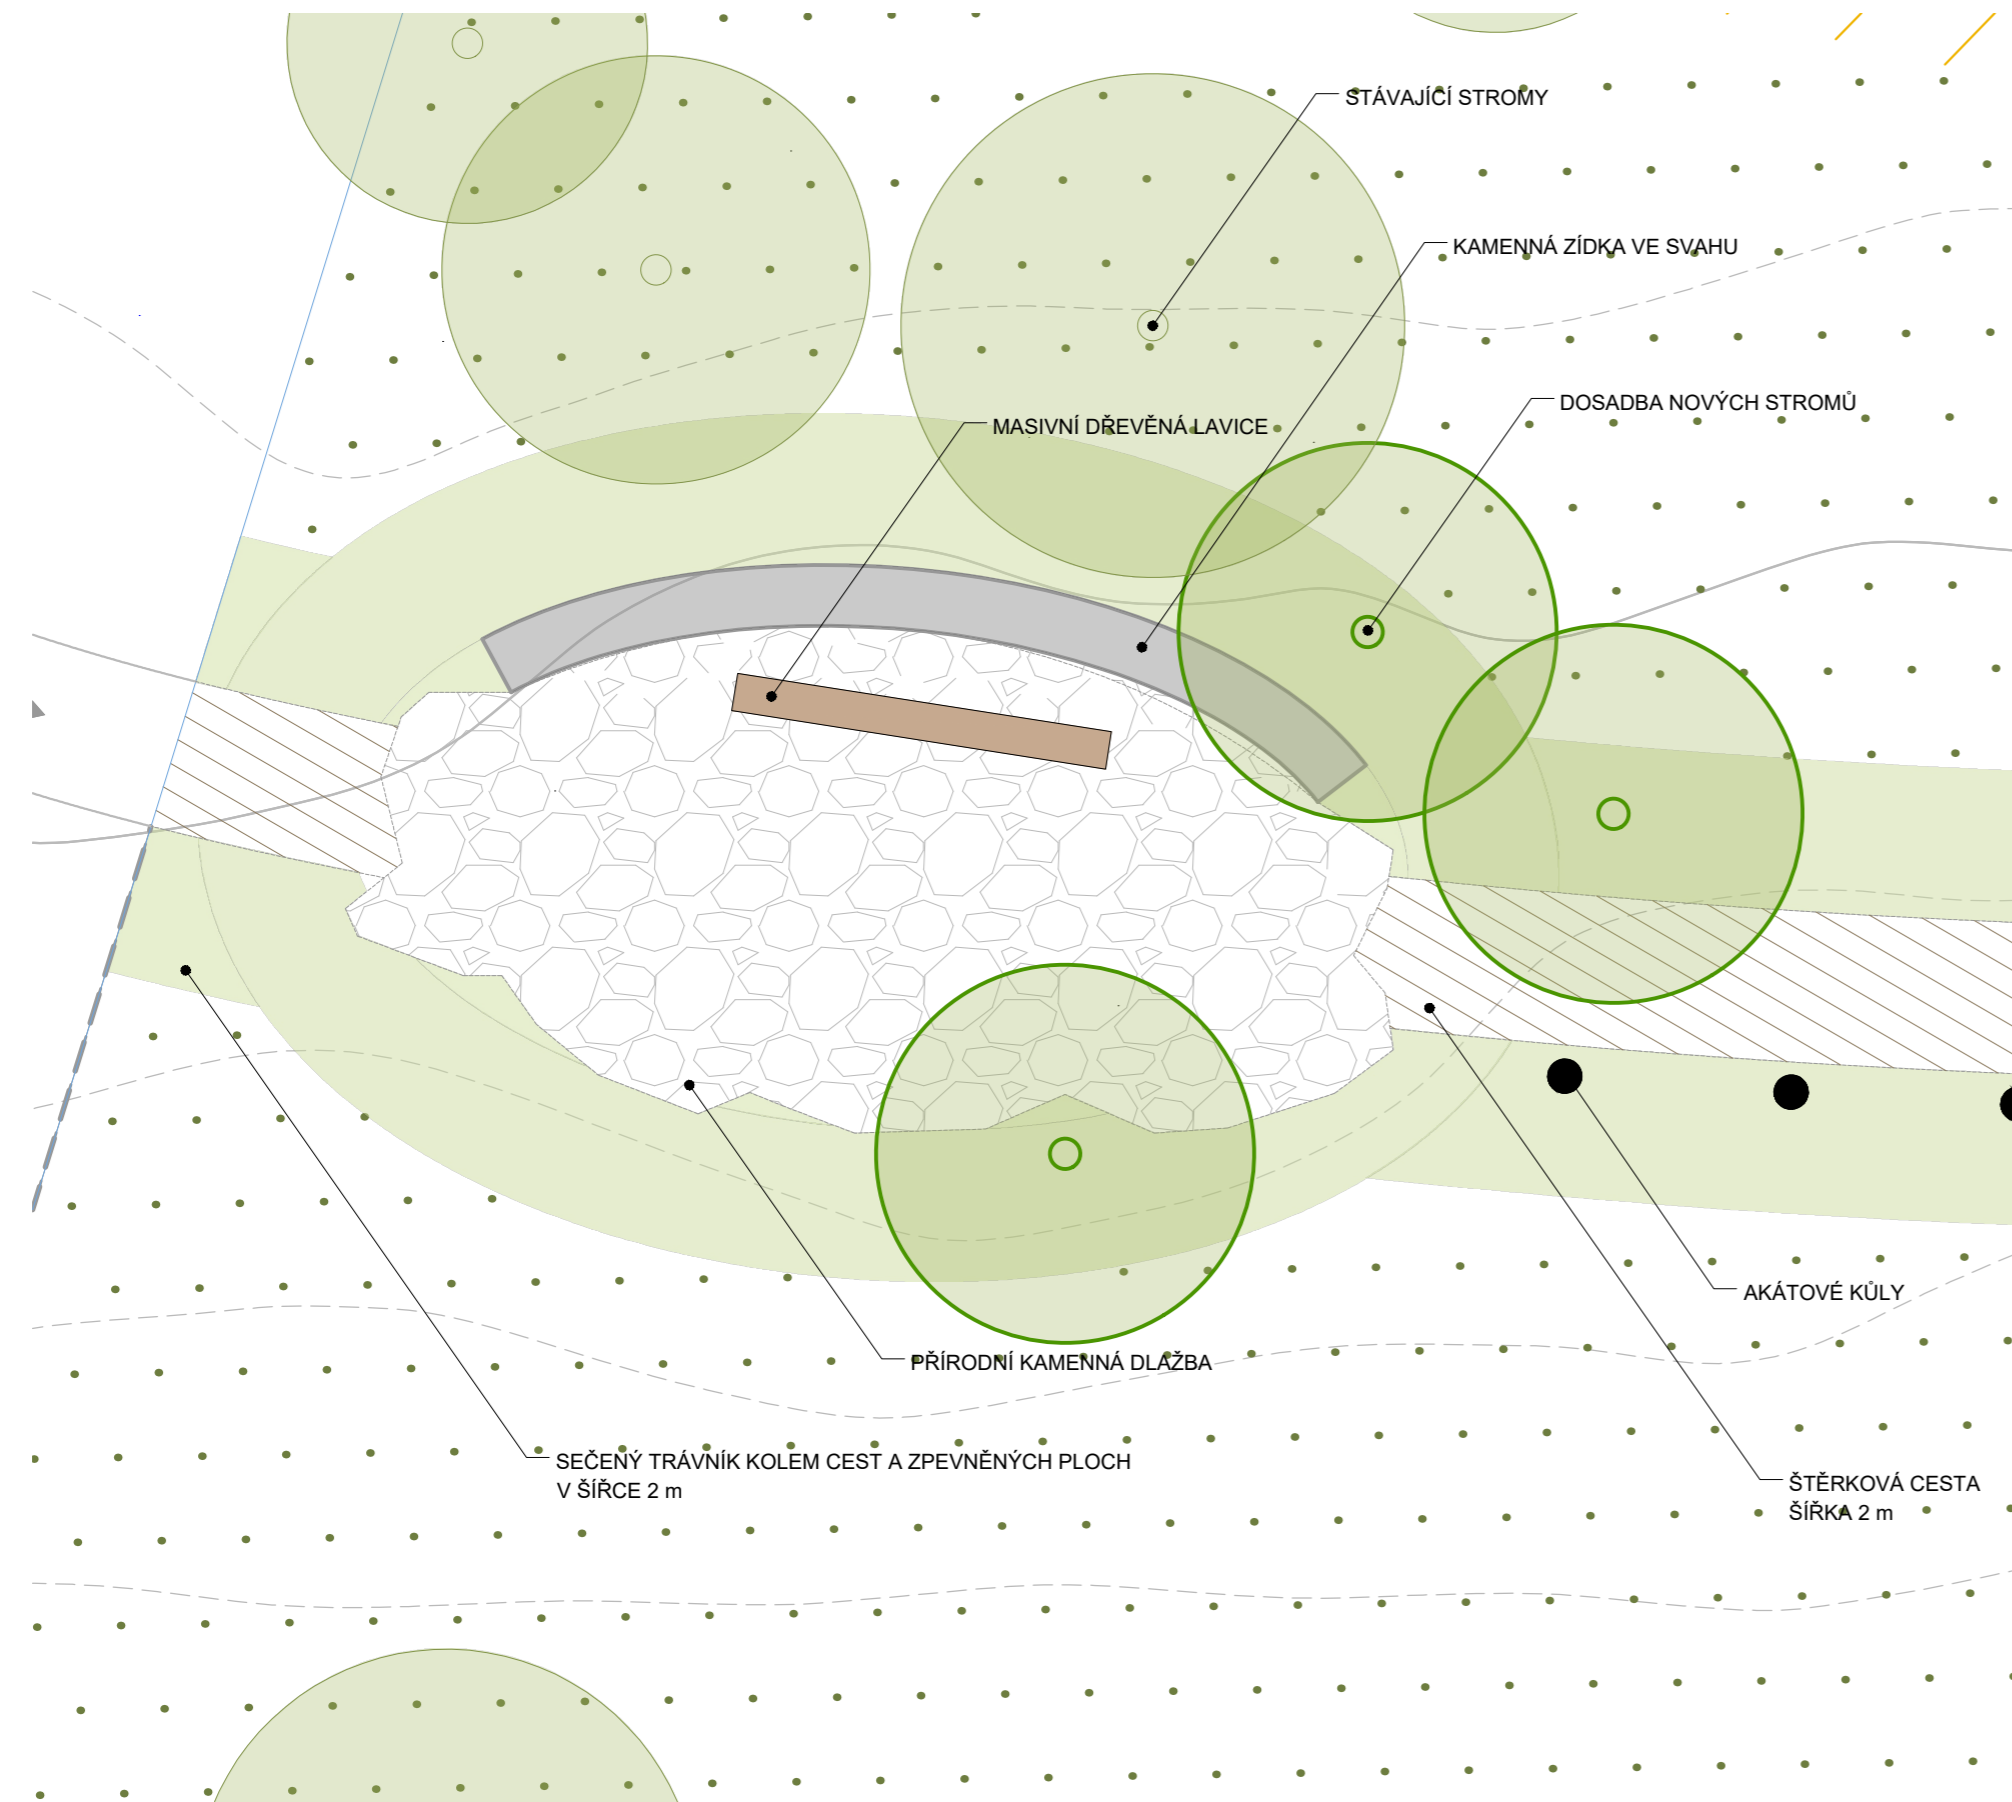 STÁVAJÍCÍ STROMY
KAMENNÁ ZÍDKA VE SVAHU
DOSADBA NOVÝCH STROMŮ
MASIVNÍ DŘEVĚNÁ LAVICE
AKÁTOVÉ KŮLY
PŘÍRODNÍ KAMENNÁ DLAŽBA
SEČENÝ TRÁVNÍK KOLEM CEST A ZPEVNĚNÝCH PLOCH
V ŠÍŘCE 2 m
ŠTĚRKOVÁ CESTA
ŠÍŘKA 2 m